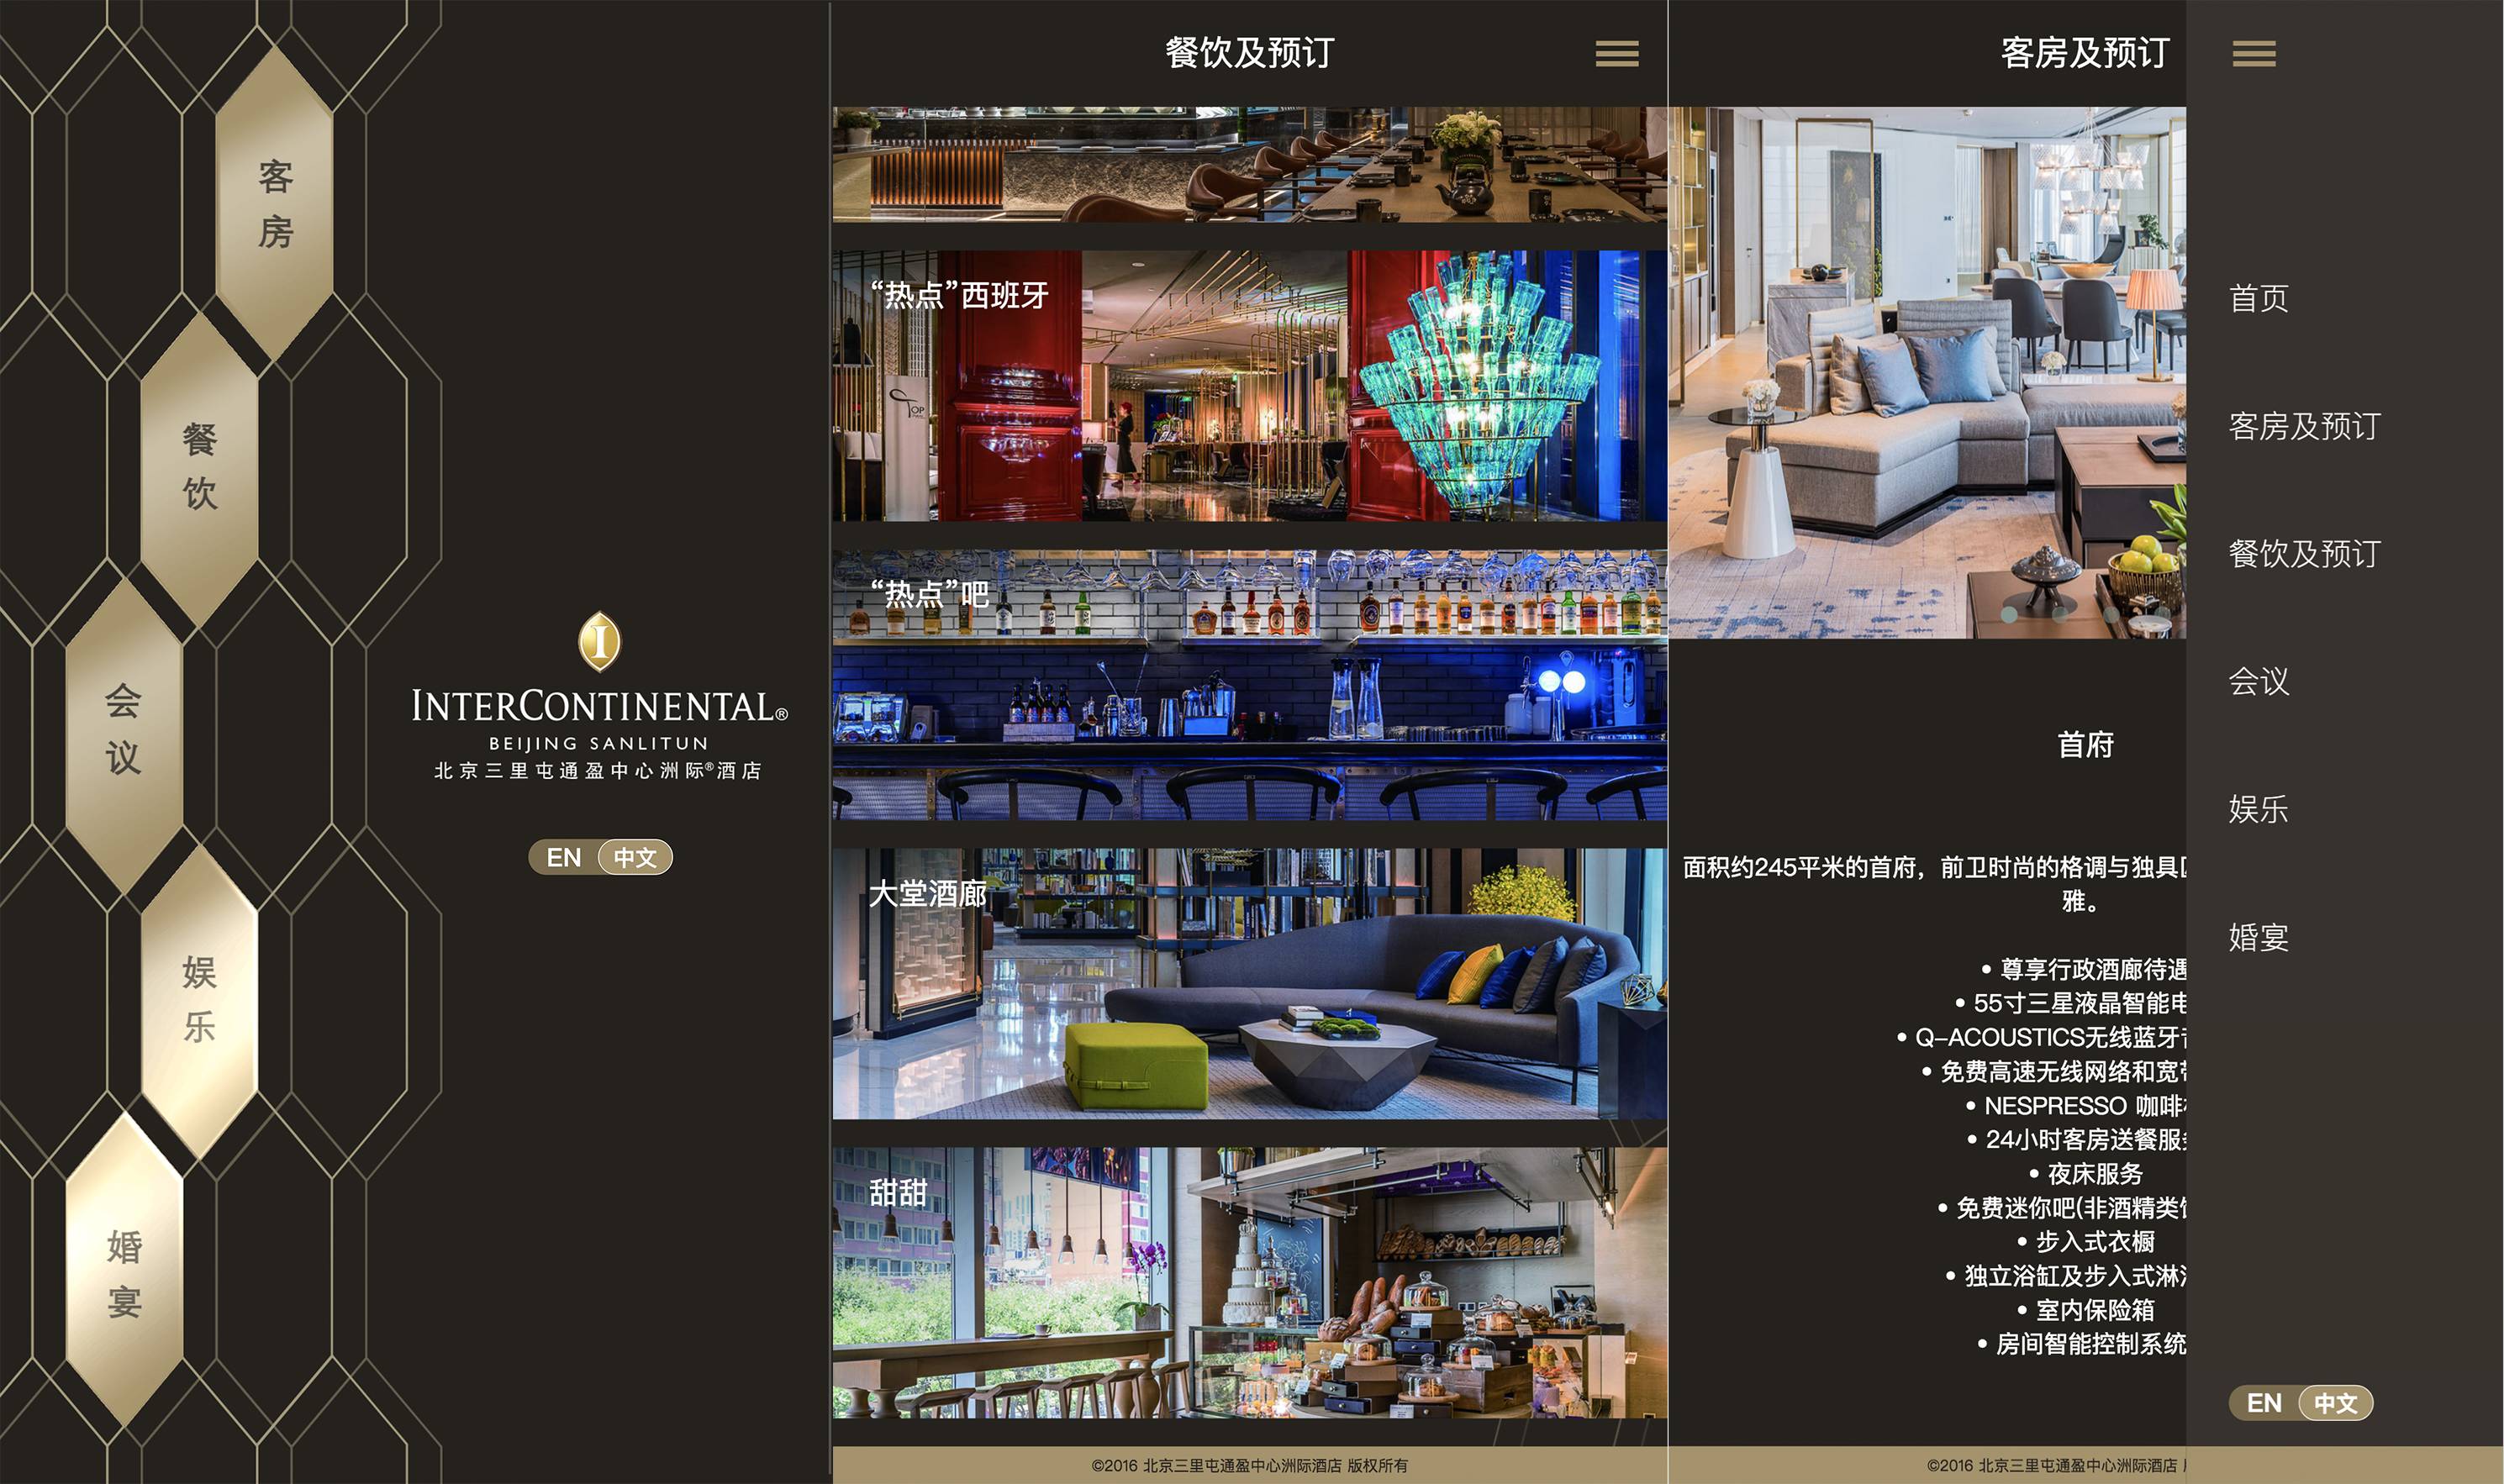 客房
餐饮
会议
娱乐
婚宴
INTERCONTINENTAL®
BEIJING SANLITUN
北京三里屯通盈中心洲际®酒店
EN 中文
餐饮及预订
“热点”西班牙
TOP
“热点”吧
大堂酒廊
甜甜
©2016 北京三里屯通盈中心洲际酒店 版权所有
客房及预订
首府
面积约245平米的首府，前卫时尚的格调与独具
雅。
• 尊享行政酒廊待遇
• 55寸三星液晶智能电
• Q-ACOUSTICS无线蓝牙
• 免费高速无线网络和宽
• NESPRESSO 咖啡
• 24小时客房送餐服
• 夜床服务
• 免费迷你吧(非酒精类
• 步入式衣橱
• 独立浴缸及步入式淋
• 室内保险箱
• 房间智能控制系统
©2016 北京三里屯通盈中心洲际酒店
首页
客房及预订
餐饮及预订
会议
娱乐
婚宴
EN 中文